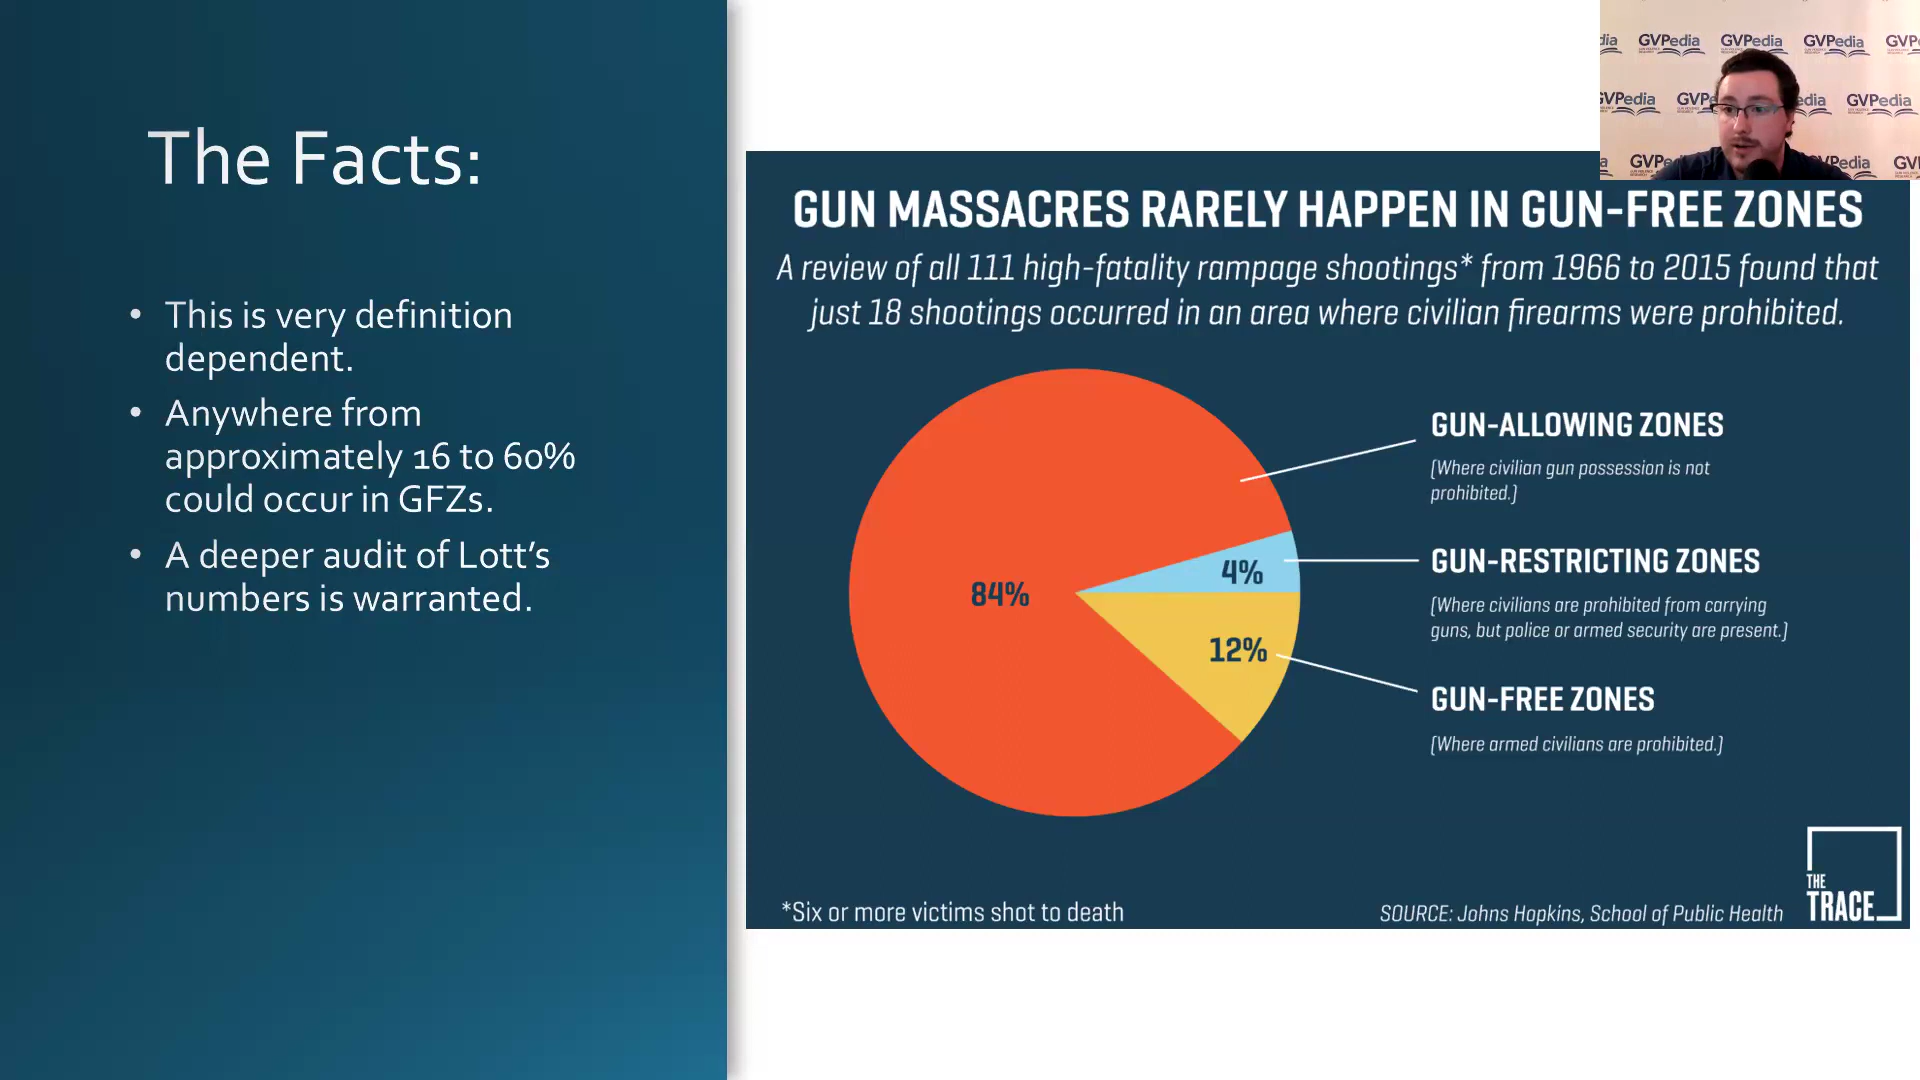 The Facts:
• This is very definition
dependent.
• Anywhere from
approximately 16 to 60%
could occur in GFZs.
• A deeper audit of Lott’s
numbers is warranted.
GVPedia GVPedia GVPedia
GVPedia
GVPedia
GUN MASSACRES RARELY HAPPEN IN GUN-FREE ZONES
A review of all 111 high-fatality rampage shootings* from 1966 to 2015 found that
just 18 shootings occurred in an area where civilian firearms were prohibited.
GUN-ALLOWING ZONES
(Where civilian gun possession is not
prohibited.)
4%
GUN-RESTRICTING ZONES
(Where civilians are prohibited from carrying
guns, but police or armed security are present.)
84%
12%
GUN-FREE ZONES
(Where armed civilians are prohibited.)
*Six or more victims shot to death
SOURCE: Johns Hopkins, School of Public Health
THE
TRACE